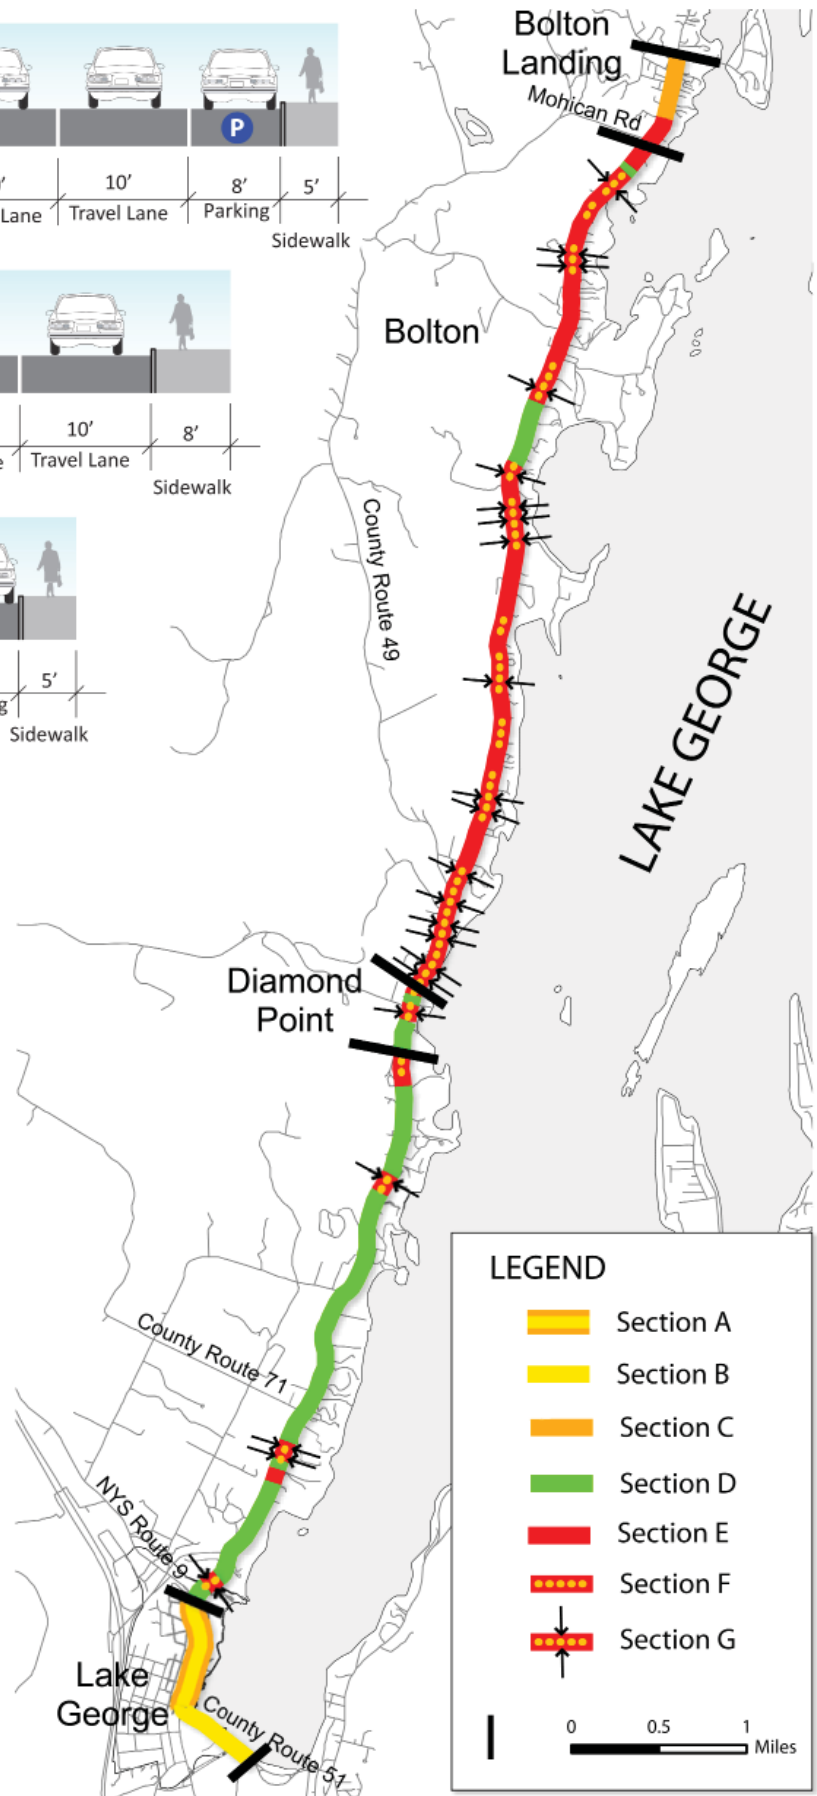 Bolton
Landing
Mohican Rd
P
10'
8'
5'
Lane
Travel Lane
Parking
Sidewalk
Bolton
10'
8'
Travel Lane
Sidewalk
County Route 49
5'
Sidewalk
LAKE GEORGE
Diamond
Point
County Route 71
NYS Route 9
Lake
George
County Route 51
LEGEND
Section A
Section B
Section C
Section D
Section E
Section F
Section G
0 0.5 1
Miles